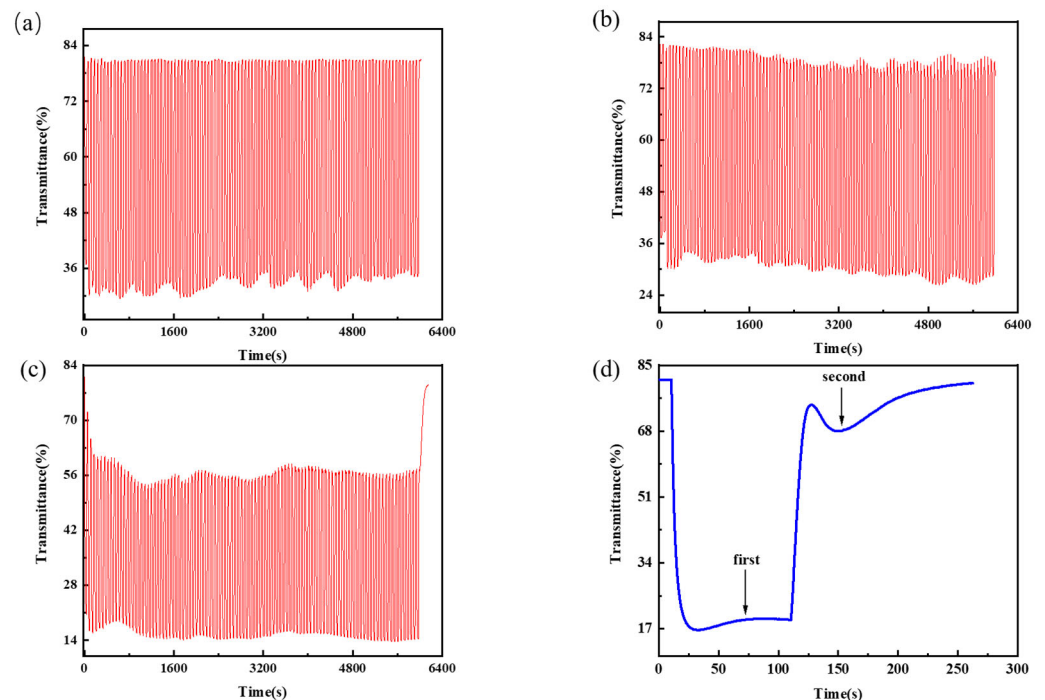 (a)
84
72
60
48
36
Transmittance(%)
0 1600 3200 4800 6400
Time(s)
(b)
84
72
60
48
36
24
Transmittance(%)
0 1600 3200 4800 6400
Time(s)
(c)
84
70
56
42
28
14
Transmittance(%)
0 1600 3200 4800 6400
Time(s)
(d)
85
68
51
34
17
Transmittance(%)
second
first
0 50 100 150 200 250 300
Time(s)